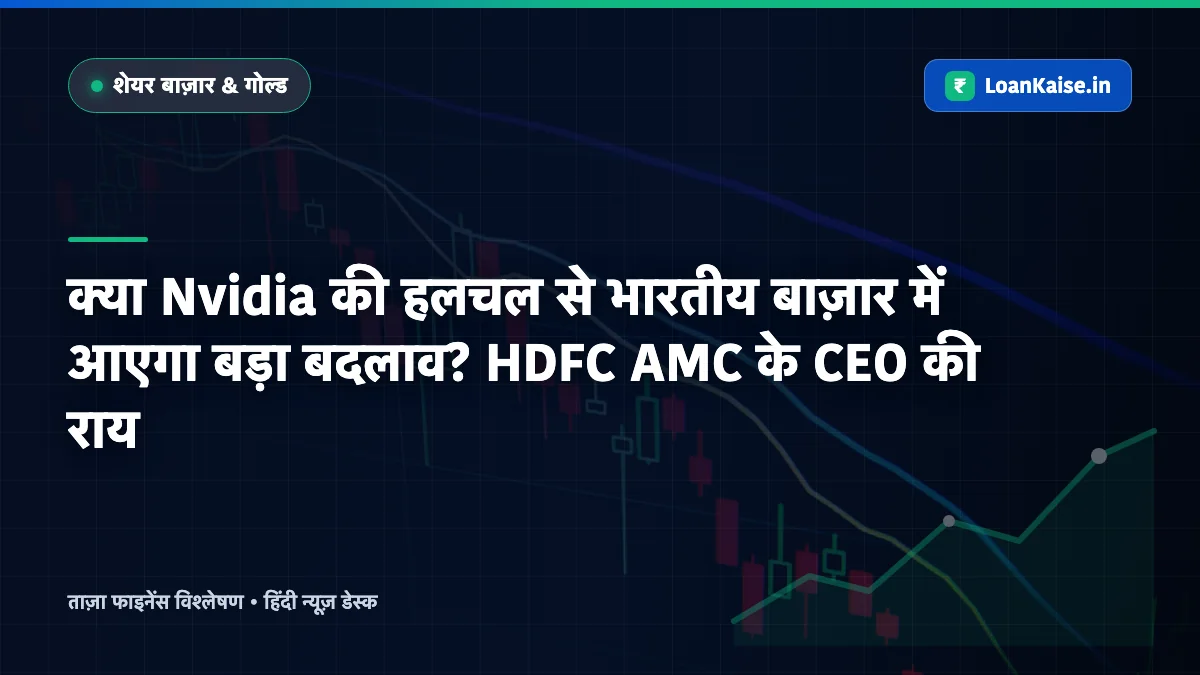 शेयर बाज़ार & गोल्ड
₹ LoanKaise.in
क्या Nvidia की हलचल से भारतीय बाज़ार में
आएगा बड़ा बदलाव? HDFC AMC के CEO की
राय
ताज़ा फाइनेंस विश्लेषण • हिंदी न्यूज़ डेस्क